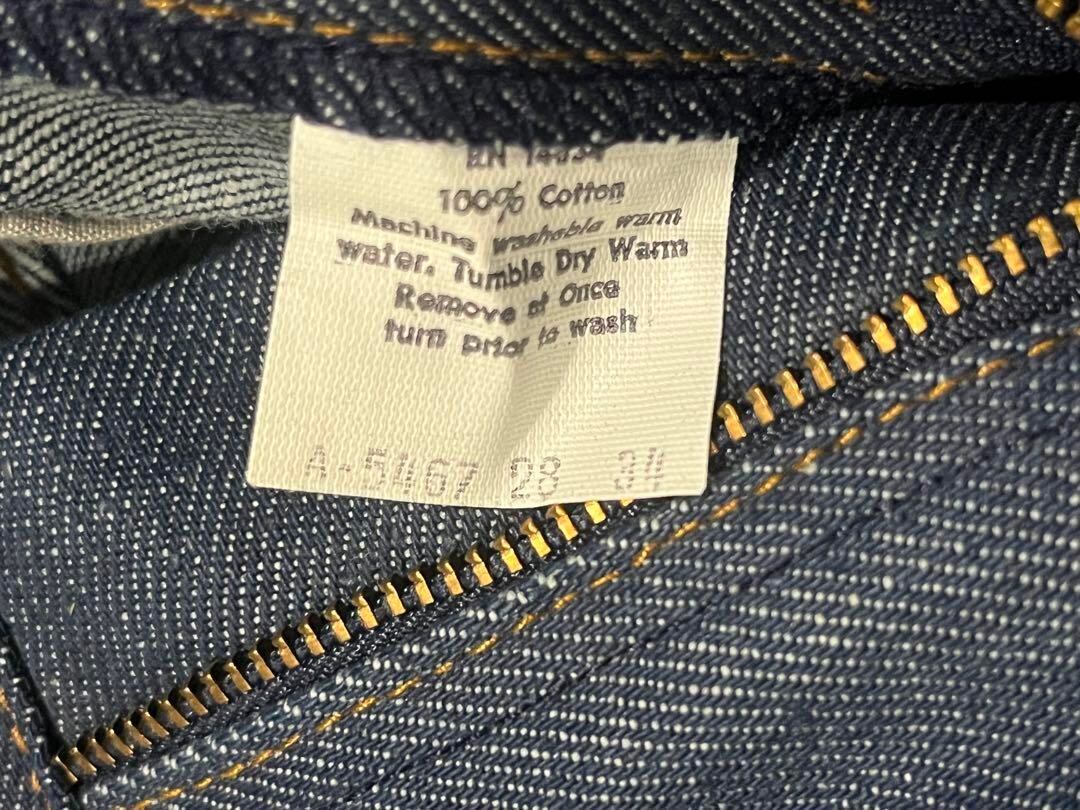 100% Cotton
Machine washable warm
water. Tumble Dry Warm
Remove at Once
turn prior to wash
A-5467 28 34